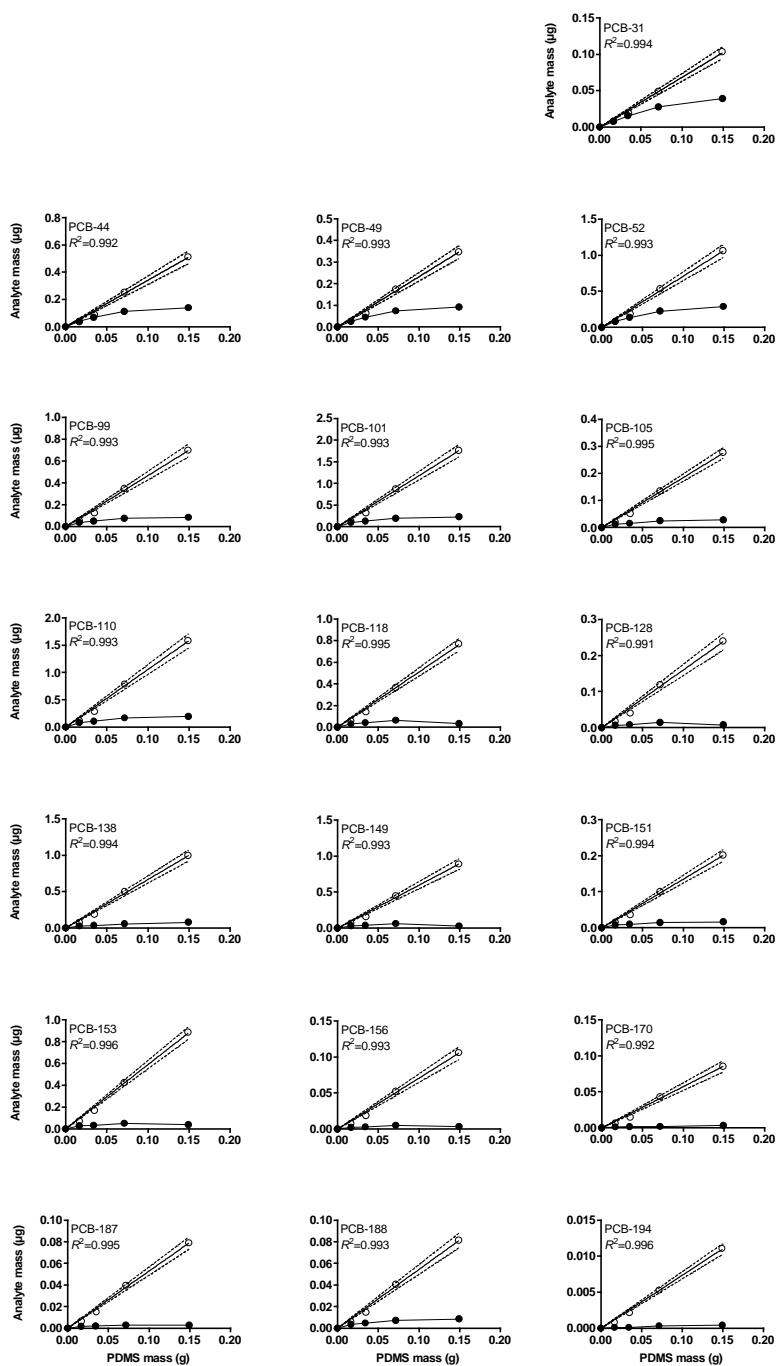 PCB-31
R²=0.994
Analyte mass (µg)
0.15
0.10
0.05
0.00
0.00 0.05 0.10 0.15 0.20
PCB-44
R²=0.992
Analyte mass (µg)
0.8
0.6
0.4
0.2
0.0
0.00 0.05 0.10 0.15 0.20
PCB-49
R²=0.993
0.5
0.4
0.3
0.2
0.1
0.0
0.00 0.05 0.10 0.15 0.20
PCB-52
R²=0.993
1.5
1.0
0.5
0.0
0.00 0.05 0.10 0.15 0.20
PCB-99
R²=0.993
Analyte mass (µg)
1.0
0.8
0.6
0.4
0.2
0.0
0.00 0.05 0.10 0.15 0.20
PCB-101
R²=0.993
2.5
2.0
1.5
1.0
0.5
0.0
0.00 0.05 0.10 0.15 0.20
PCB-105
R²=0.995
0.4
0.3
0.2
0.1
0.0
0.00 0.05 0.10 0.15 0.20
PCB-110
R²=0.993
Analyte mass (µg)
2.0
1.5
1.0
0.5
0.0
0.00 0.05 0.10 0.15 0.20
PCB-118
R²=0.995
1.0
0.8
0.6
0.4
0.2
0.0
0.00 0.05 0.10 0.15 0.20
PCB-128
R²=0.991
0.3
0.2
0.1
0.0
0.00 0.05 0.10 0.15 0.20
PCB-138
R²=0.994
Analyte mass (µg)
1.5
1.0
0.5
0.0
0.00 0.05 0.10 0.15 0.20
PCB-149
R²=0.993
1.5
1.0
0.5
0.0
0.00 0.05 0.10 0.15 0.20
PCB-151
R²=0.994
0.3
0.2
0.1
0.0
0.00 0.05 0.10 0.15 0.20
PCB-153
R²=0.996
Analyte mass (µg)
1.0
0.8
0.6
0.4
0.2
0.0
0.00 0.05 0.10 0.15 0.20
PCB-156
R²=0.993
0.15
0.10
0.05
0.00
0.00 0.05 0.10 0.15 0.20
PCB-170
R²=0.992
0.15
0.10
0.05
0.00
0.00 0.05 0.10 0.15 0.20
PCB-187
R²=0.995
Analyte mass (µg)
0.10
0.08
0.06
0.04
0.02
0.00
0.00 0.05 0.10 0.15 0.20
PDMS mass (g)
PCB-188
R²=0.993
0.10
0.08
0.06
0.04
0.02
0.00
0.00 0.05 0.10 0.15 0.20
PDMS mass (g)
PCB-194
R²=0.996
0.015
0.010
0.005
0.000
0.00 0.05 0.10 0.15 0.20
PDMS mass (g)